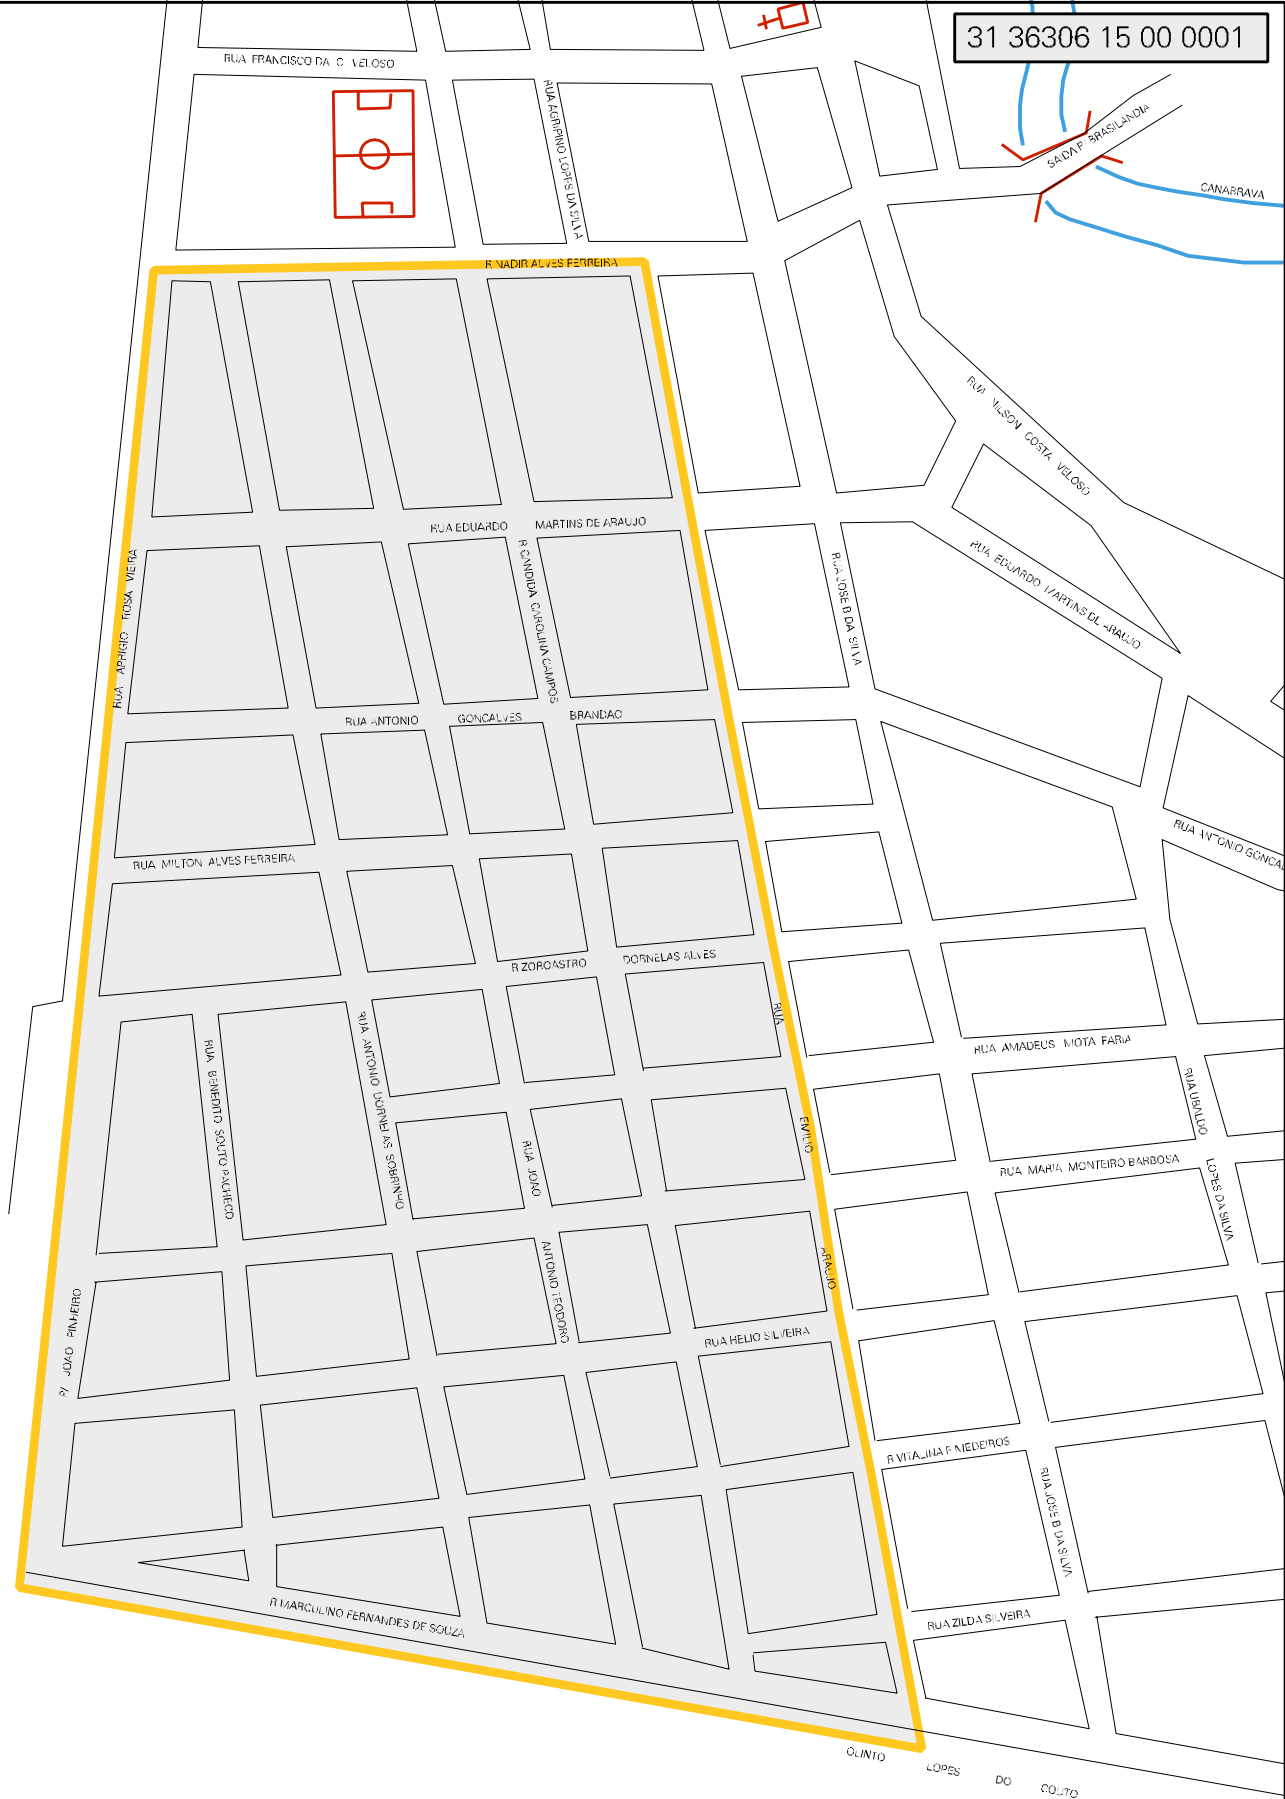 31 36306 15 00 0001
RUA FRANCISCO DA C VELOSO
RUA AGRIPINO LOPES DA SILVA
SAIDA P/ BRASILANDIA
CANABRAVA
R NADIR ALVES FERREIRA
RUA WILSON COSTA VELOSO
RUA EDUARDO MARTINS DE ARAUJO
RUA EDUARDO MARTINS DE ARAUJO
R CANDIDA CAROLINA CAMPOS
RUA JOSE B DA SILVA
RUA APRIGIO ROSA VIEIRA
RUA ANTONIO GONCALVES BRANDAO
RUA ANTONIO GONCAL
RUA MILTON ALVES FERREIRA
R ZOROASTRO DORNELAS ALVES
RUA EMILIO ARAUJO
RUA AMADEUS MOTA FARIA
RUA BENEDITO SOUTO PACHECO
RUA ANTONIO DORNELAS SOBRINHO
RUA JOAO ANTONIO TEODORO
RUA UBALDO LOPES DA SILVA
RUA MARIA MONTEIRO BARBOSA
P/ JOAO PINHEIRO
RUA HELIO SILVEIRA
R VITALINA F MEDEIROS
RUA JOSE B DA SILVA
R MARCULINO FERNANDES DE SOUZA
RUA ZILDA SILVEIRA
OLINTO LOPES DO COUTO